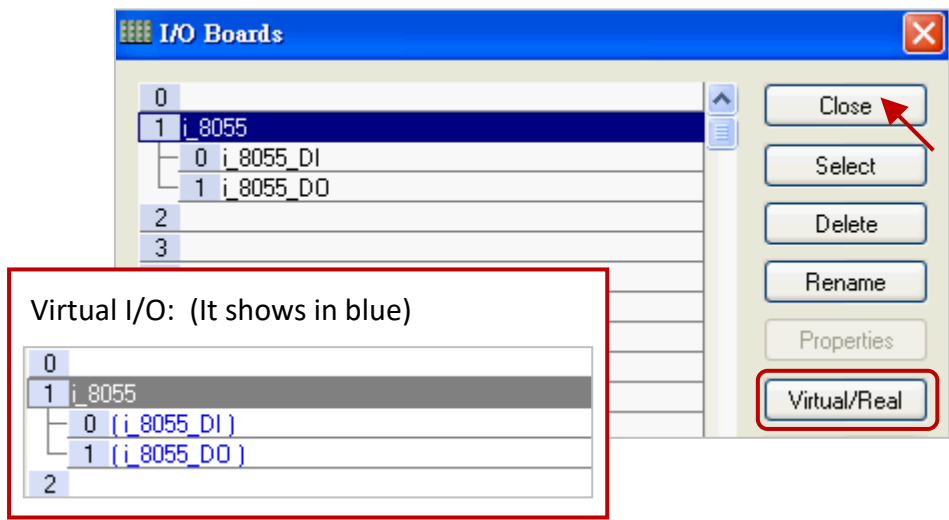 I/O Boards
0
1 i_8055
0 i_8055_DI
1 i_8055_DO
2
3
Close
Select
Delete
Rename
Properties
Virtual/Real
Virtual I/O: (It shows in blue)
0
1 i_8055
0 ( i_8055_DI )
1 ( i_8055_DO )
2